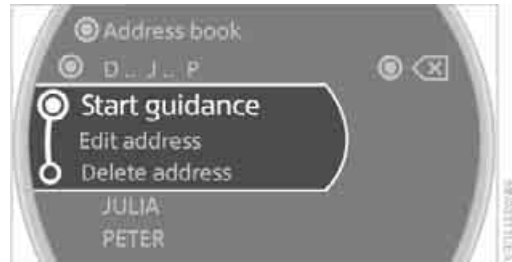 Address book
D .. J .. P
Start guidance
Edit address
Delete address
JULIA
PETER